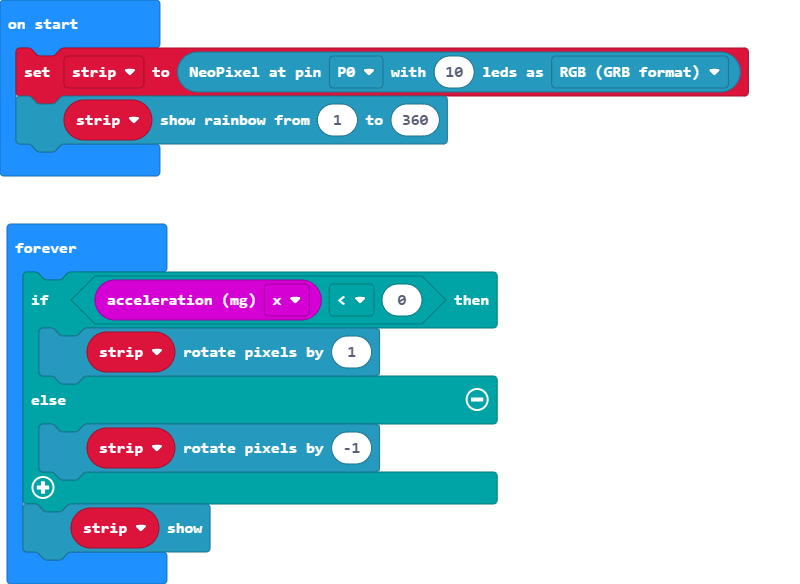 on start
set strip to NeoPixel at pin P0 with 10 leds as RGB (GRB format)
strip show rainbow from 1 to 360
forever
if acceleration (mg) x < 0 then
strip rotate pixels by 1
else
strip rotate pixels by -1
strip show